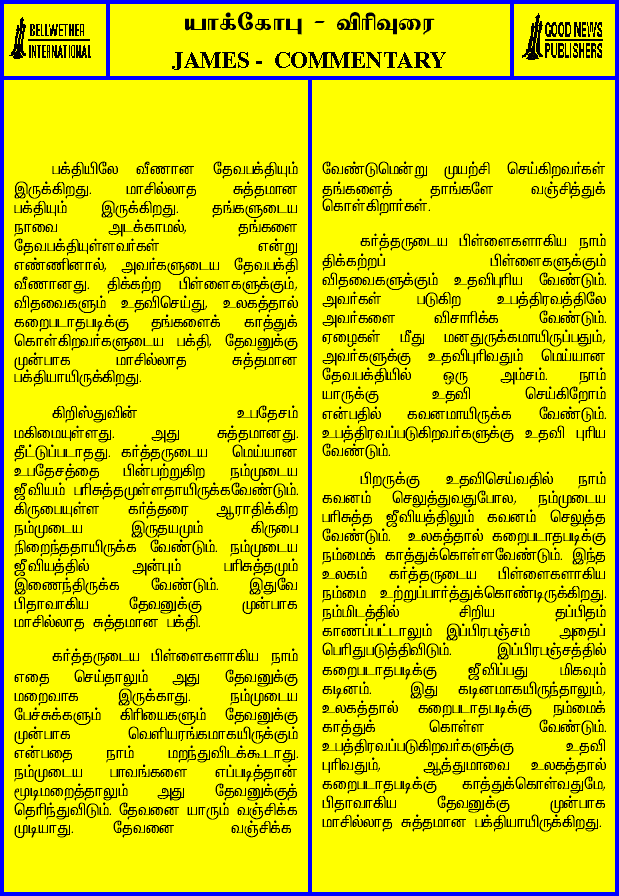 BELLWETHER
INTERNATIONAL
யாக்கோபு - விரிவுரை
JAMES - COMMENTARY
GOOD NEWS
PUBLISHERS
பக்தியிலே வீணான தேவபக்தியும்
இருக்கிறது. மாசில்லாத சுத்தமான
பக்தியும் இருக்கிறது. தங்களுடைய
நாவை அடக்காமல், தங்களை
தேவபக்தியுள்ளவர்கள் என்று
எண்ணினால், அவர்களுடைய தேவபக்தி
வீணானது. திக்கற்ற பிள்ளைகளுக்கும்,
விதவைகளும் உதவிசெய்து, உலகத்தால்
கறைபடாதபடிக்கு தங்களைக் காத்துக்
கொள்கிறவர்களுடைய பக்தி, தேவனுக்கு
முன்பாக மாசில்லாத சுத்தமான
பக்தியாயிருக்கிறது.
கிறிஸ்துவின் உபதேசம்
மகிமையுள்ளது. அது சுத்தமானது.
தீட்டுப்படாதது. கர்த்தருடைய மெய்யான
உபதேசத்தை பின்பற்றுகிற நம்முடைய
ஜீவியம் பரிசுத்தமுள்ளதாயிருக்கவேண்டும்.
கிருபையுள்ள கர்த்தரை ஆராதிக்கிற
நம்முடைய இருதயமும் கிருபை
நிறைந்ததாயிருக்க வேண்டும். நம்முடைய
ஜீவியத்தில் அன்பும் பரிசுத்தமும்
இணைந்திருக்க வேண்டும். இதுவே
பிதாவாகிய தேவனுக்கு முன்பாக
மாசில்லாத சுத்தமான பக்தி.
கர்த்தருடைய பிள்ளைகளாகிய நாம்
எதை செய்தாலும் அது தேவனுக்கு
மறைவாக இருக்காது. நம்முடைய
பேச்சுக்களும் கிரியைகளும் தேவனுக்கு
முன்பாக வெளியரங்கமாகயிருக்கும்
என்பதை நாம் மறந்துவிடக்கூடாது.
நம்முடைய பாவங்களை எப்படித்தான்
மூடிமறைத்தாலும் அது தேவனுக்குத்
தெரிந்துவிடும். தேவனை யாரும் வஞ்சிக்க
முடியாது. தேவனை வஞ்சிக்க
வேண்டுமென்று முயற்சி செய்கிறவர்கள்
தங்களைத் தாங்களே வஞ்சித்துக்
கொள்கிறார்கள்.
கர்த்தருடைய பிள்ளைகளாகிய நாம்
திக்கற்றப் பிள்ளைகளுக்கும்
விதவைகளுக்கும் உதவிபுரிய வேண்டும்.
அவர்கள் படுகிற உபத்திரவத்திலே
அவர்களை விசாரிக்க வேண்டும்.
ஏழைகள் மீது மனதுருக்கமாயிருப்பதும்,
அவர்களுக்கு உதவிபுரிவதும் மெய்யான
தேவபக்தியில் ஒரு அம்சம். நாம்
யாருக்கு உதவி செய்கிறோம்
என்பதில் கவனமாயிருக்க வேண்டும்.
உபத்திரவப்படுகிறவர்களுக்கு உதவி புரிய
வேண்டும்.
பிறருக்கு உதவிசெய்வதில் நாம்
கவனம் செலுத்துவதுபோல, நம்முடைய
பரிசுத்த ஜீவியத்திலும் கவனம் செலுத்த
வேண்டும். உலகத்தால் கறைபடாதபடிக்கு
நம்மைக் காத்துக்கொள்ளவேண்டும். இந்த
உலகம் கர்த்தருடைய பிள்ளைகளாகிய
நம்மை உற்றுப்பார்த்துக்கொண்டிருக்கிறது.
நம்மிடத்தில் சிறிய தப்பிதம்
காணப்பட்டாலும் இப்பிரபஞ்சம் அதைப்
பெரிதுபடுத்திவிடும். இப்பிரபஞ்சத்தில்
கறைபடாதபடிக்கு ஜீவிப்பது மிகவும்
கடினம். இது கடினமாகயிருந்தாலும்,
உலகத்தால் கறைபடாதபடிக்கு நம்மைக்
காத்துக் கொள்ள வேண்டும்.
உபத்திரவப்படுகிறவர்களுக்கு உதவி
புரிவதும், ஆத்துமாவை உலகத்தால்
கறைபடாதபடிக்கு காத்துக்கொள்வதுமே,
பிதாவாகிய தேவனுக்கு முன்பாக
மாசில்லாத சுத்தமான பக்தியாயிருக்கிறது.